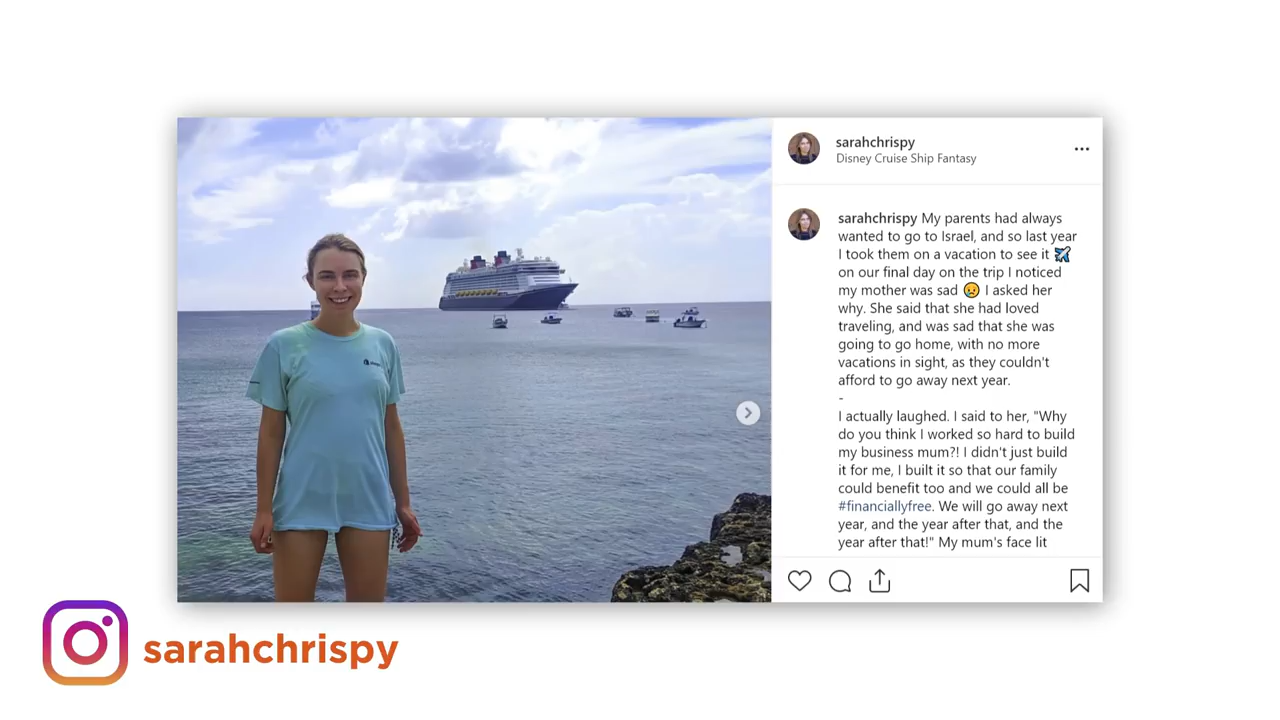 sarahchrispy
Disney Cruise Ship Fantasy
sarahchrispy My parents had always
wanted to go to Israel, and so last year
I took them on a vacation to see it ✈️
on our final day on the trip I noticed
my mother was sad 😢 I asked her
why. She said that she had loved
traveling, and was sad that she was
going to go home, with no more
vacations in sight, as they couldn't
afford to go away next year.
-
I actually laughed. I said to her, "Why
do you think I worked so hard to build
my business mum?! I didn't just build
it for me, I built it so that our family
could benefit too and we could all be
#financiallyfree. We will go away next
year, and the year after that, and the
year after that!" My mum's face lit
sarahchrispy